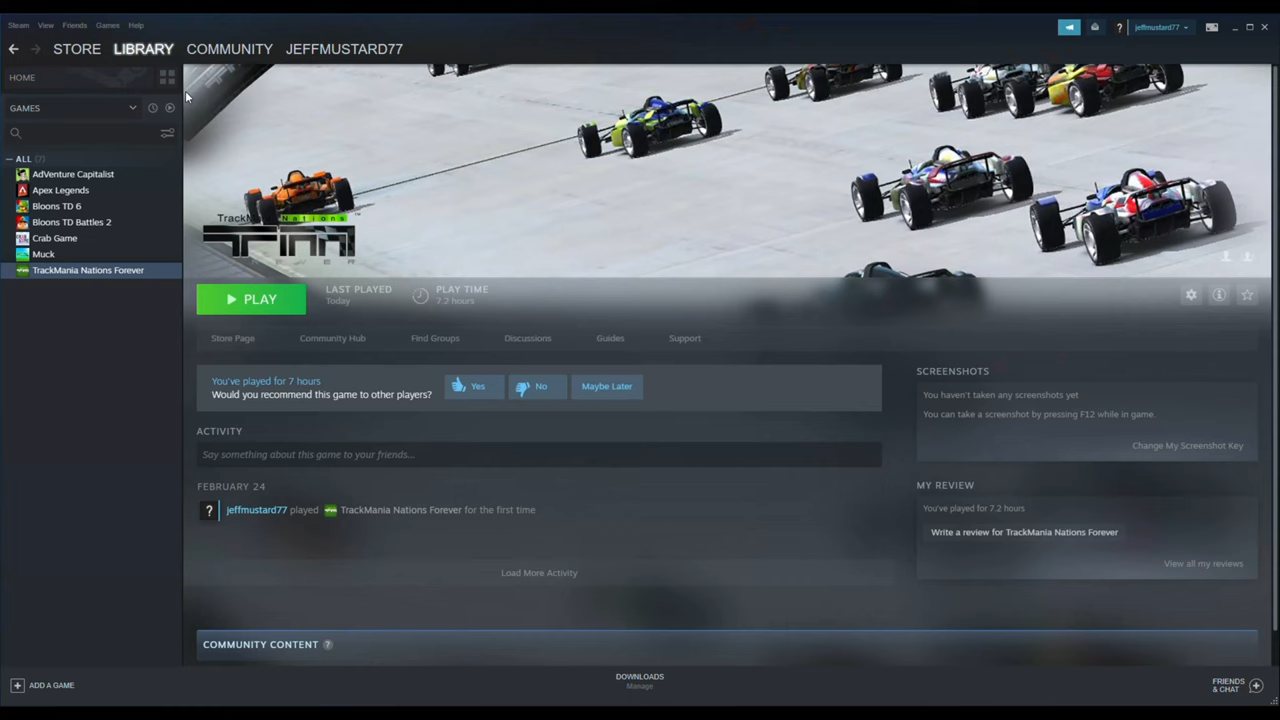 Steam View Friends Games Help
jeffmustard77
STORE LIBRARY COMMUNITY JEFFMUSTARD77
HOME
GAMES
ALL (7)
AdVenture Capitalist
Apex Legends
Bloons TD 6
Bloons TD Battles 2
Crab Game
Muck
TrackMania Nations Forever
TrackMania Nations™
PLAY
LAST PLAYED
Today
PLAY TIME
7.2 hours
Store Page Community Hub Find Groups Discussions Guides Support
You've played for 7 hours
Would you recommend this game to other players?
Yes No Maybe Later
ACTIVITY
Say something about this game to your friends...
FEBRUARY 24
jeffmustard77 played TrackMania Nations Forever for the first time
Load More Activity
SCREENSHOTS
You haven't taken any screenshots yet
You can take a screenshot by pressing F12 while in game.
Change My Screenshot Key
MY REVIEW
You've played for 7.2 hours
Write a review for TrackMania Nations Forever
View all my reviews
COMMUNITY CONTENT ?
ADD A GAME
DOWNLOADS
Manage
FRIENDS
& CHAT